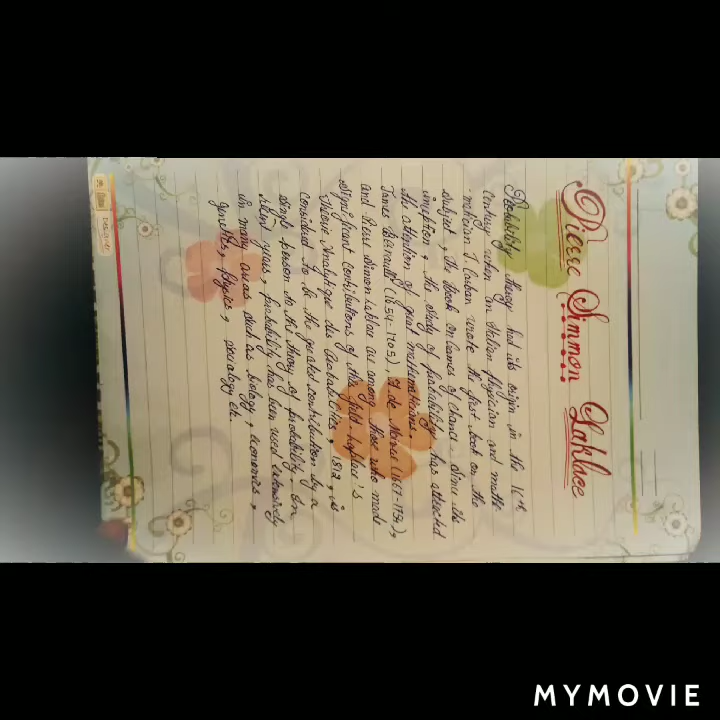 Pierre Simmon Laklace
Probability theory had its origin in the 16th
century when an Italian physician and mathe
-matician J. Cardan wrote the first book on the
subject, the book on Games of chance. since its
inception, the study of probability has attracted
the attention of great mathematicians.
James Bernoulli (1654-1705), A de Moivre (1667-1754),
and Pierre Simon Laplace are among those who made
significant contributions of this field. Laplace's
Theorie Analytique des Probabilités, 1812, is
considered to be the greatest contribution by a
single person to the theory of probability. In
recent years, probability has been used extensively
in many areas such as biology, economics,
genetics, physics, sociology etc.
MYMOVIE